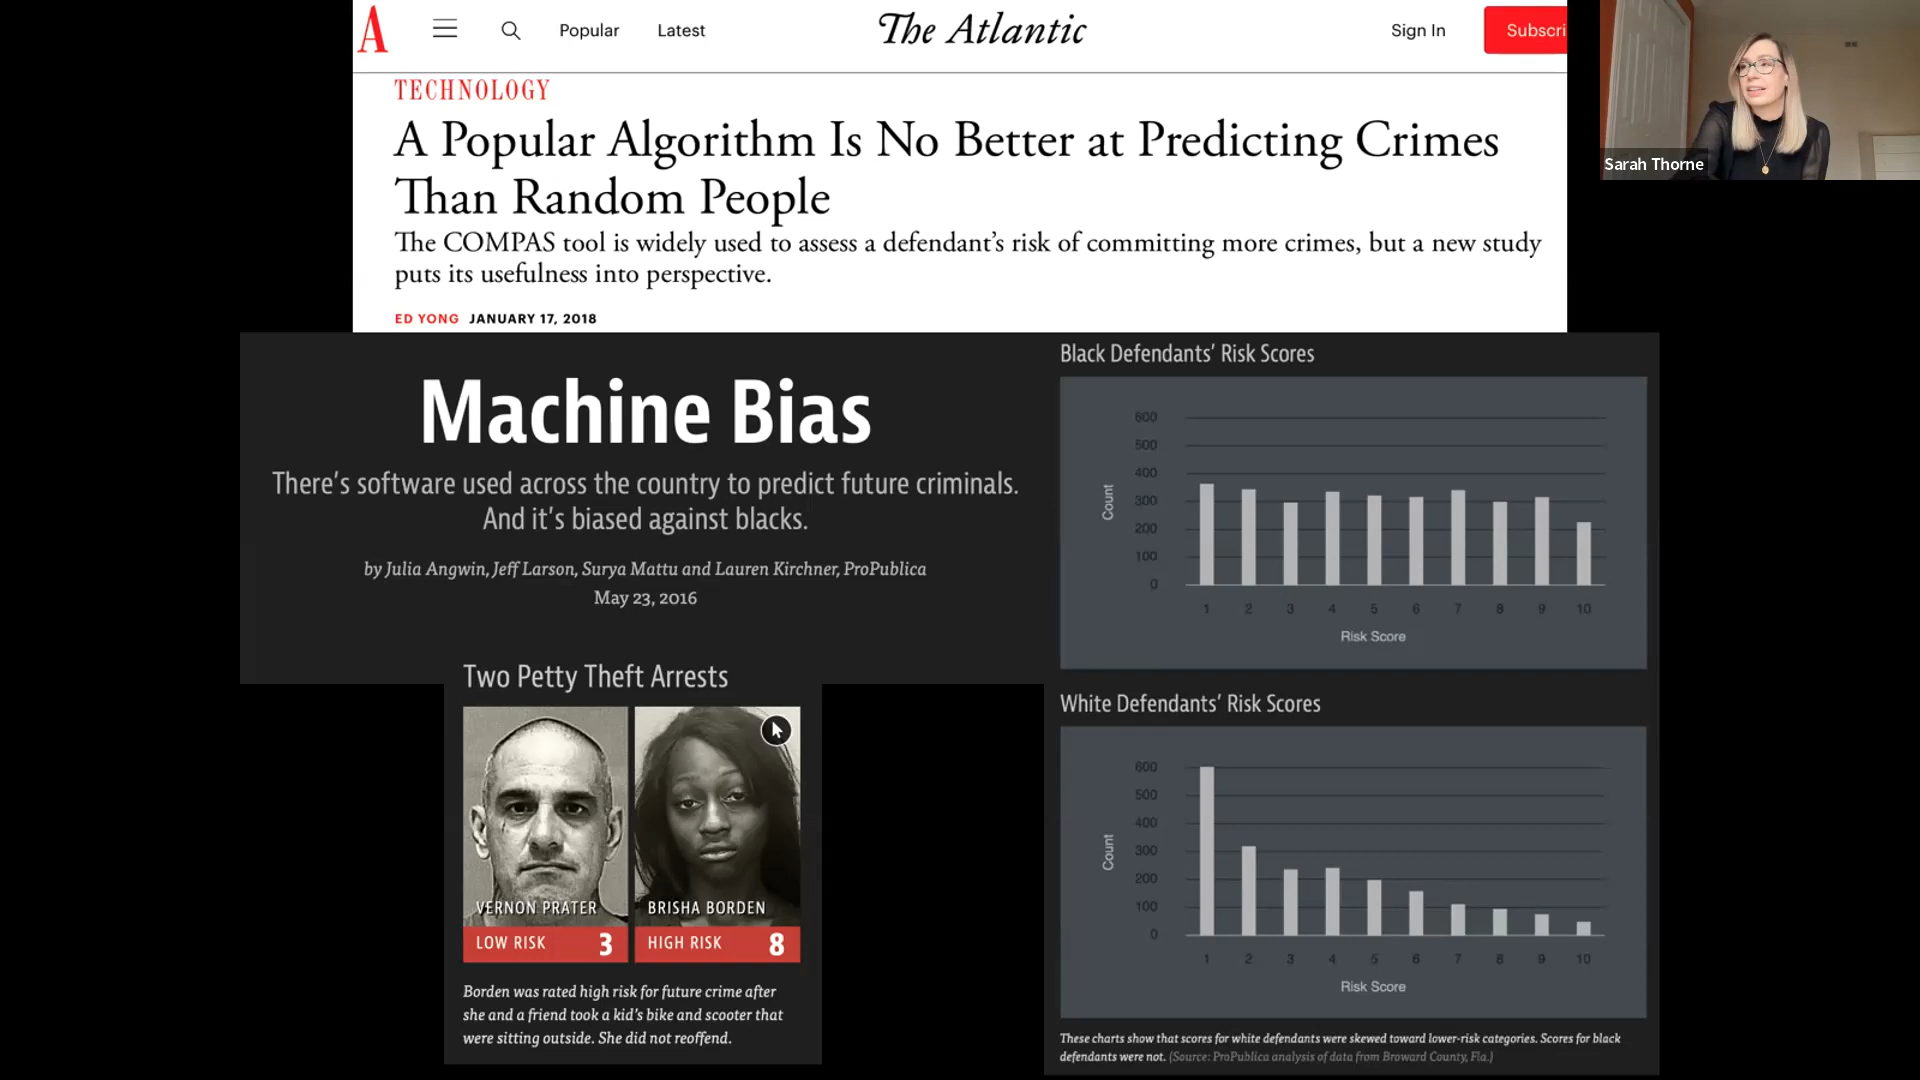 A
Popular
Latest
The Atlantic
Sign In
Subscri
TECHNOLOGY
A Popular Algorithm Is No Better at Predicting Crimes
Than Random People
The COMPAS tool is widely used to assess a defendant's risk of committing more crimes, but a new study
puts its usefulness into perspective.
ED YONG JANUARY 17, 2018
Sarah Thorne
Machine Bias
There's software used across the country to predict future criminals.
And it's biased against blacks.
by Julia Angwin, Jeff Larson, Surya Mattu and Lauren Kirchner, ProPublica
May 23, 2016
Two Petty Theft Arrests
VERNON PRATER
LOW RISK 3
BRISHA BORDEN
HIGH RISK 8
Borden was rated high risk for future crime after
she and a friend took a kid's bike and scooter that
were sitting outside. She did not reoffend.
Black Defendants' Risk Scores
600
500
400
300
200
100
0
Count
1 2 3 4 5 6 7 8 9 10
Risk Score
White Defendants' Risk Scores
600
500
400
300
200
100
0
Count
1 2 3 4 5 6 7 8 9 10
Risk Score
These charts show that scores for white defendants were skewed toward lower-risk categories. Scores for black
defendants were not. (Source: ProPublica analysis of data from Broward County, Fla.)